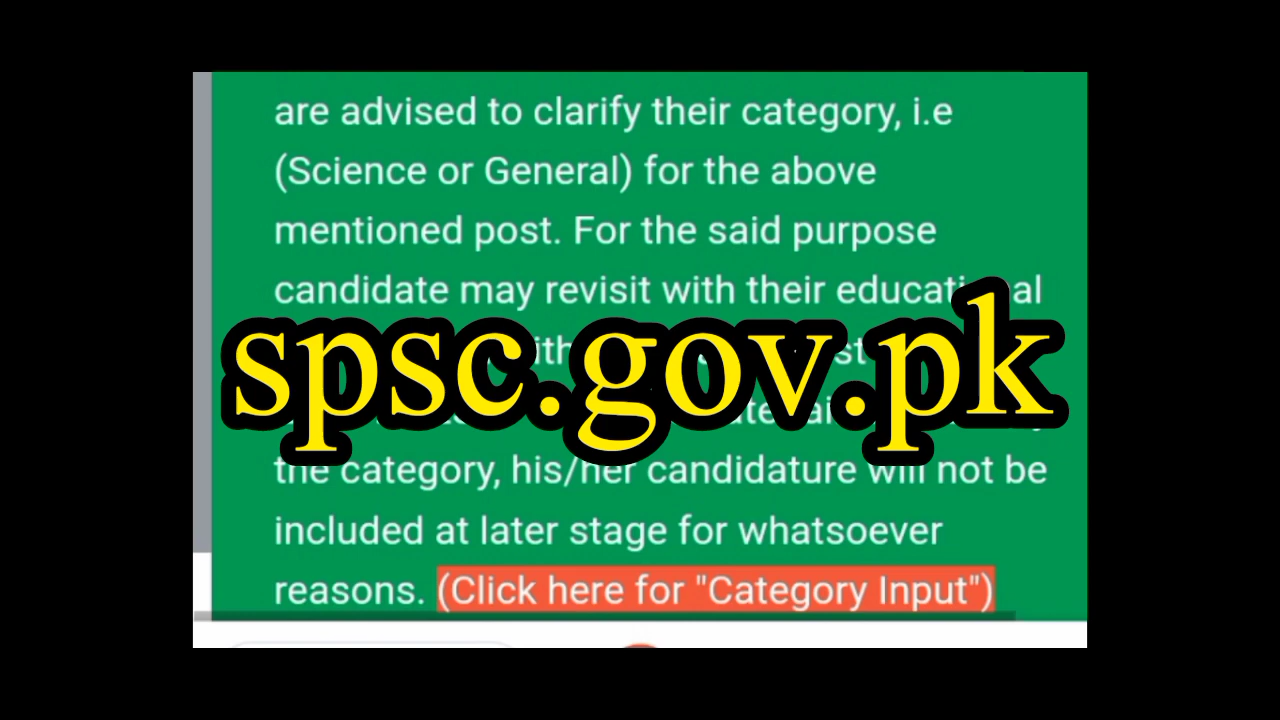 are advised to clarify their category, i.e
(Science or General) for the above
mentioned post. For the said purpose
candidate may revisit with their educational
spsc.gov.pk
the category, his/her candidature will not be
included at later stage for whatsoever
reasons. (Click here for "Category Input")